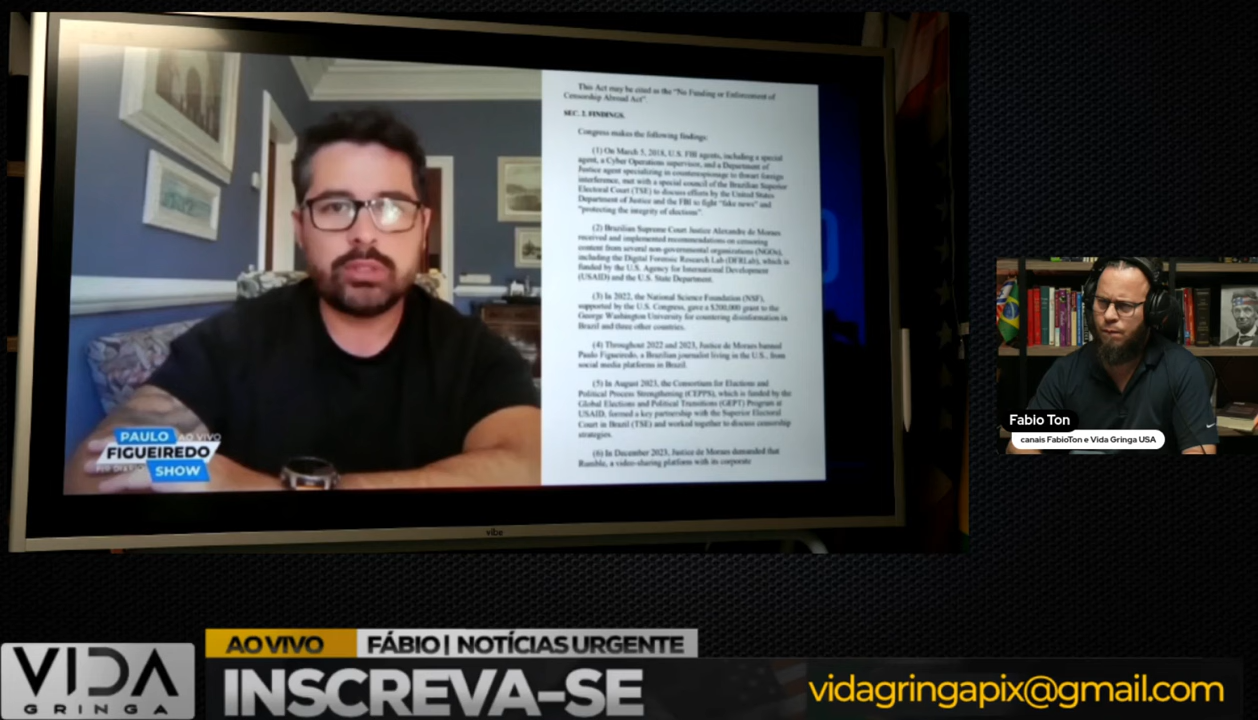 This Act may be cited as the "No Funding or Enforcement of
Censorship Abroad Act".
SEC. 2. FINDINGS.
Congress makes the following findings:
(1) On March 5, 2018, U.S. FBI agents, including a special
agent, a Cyber Operations supervisor, and a Department of
Justice agent specializing in counterespionage to thwart foreign
interference, met with a special council of the Brazilian Superior
Electoral Court (TSE) to discuss efforts by the United States
Department of Justice and the FBI to fight "fake news" and
"protecting the integrity of elections".
(2) Brazilian Supreme Court Justice Alexandre de Moraes
received and implemented recommendations on censoring
content from several non-governmental organizations (NGOs),
including the Digital Forensic Research Lab (DFRLab), which is
funded by the U.S. Agency for International Development
(USAID) and the U.S. State Department.
(3) In 2022, the National Science Foundation (NSF),
supported by the U.S. Congress, gave a $200,000 grant to the
George Washington University for countering disinformation in
Brazil and three other countries.
(4) Throughout 2022 and 2023, Justice de Moraes banned
Paulo Figueiredo, a Brazilian journalist living in the U.S., from
social media platforms in Brazil.
(5) In August 2023, the Consortium for Elections and
Political Process Strengthening (CEPPS), which is funded by the
Global Elections and Political Transitions (GEPT) Program at
USAID, formed a key partnership with the Superior Electoral
Court in Brazil (TSE) and worked together to discuss censorship
strategies.
(6) In December 2023, Justice de Moraes demanded that
Rumble, a video-sharing platform with its corporate
PAULO
AO VIVO
FIGUEIREDO
SHOW
vibe
Fabio Ton
canais FabioTon e Vida Gringa USA
AO VIVO
FÁBIO | NOTÍCIAS URGENTE
VIDA
GRINGA
INSCREVA-SE
vidagringapix@gmail.com